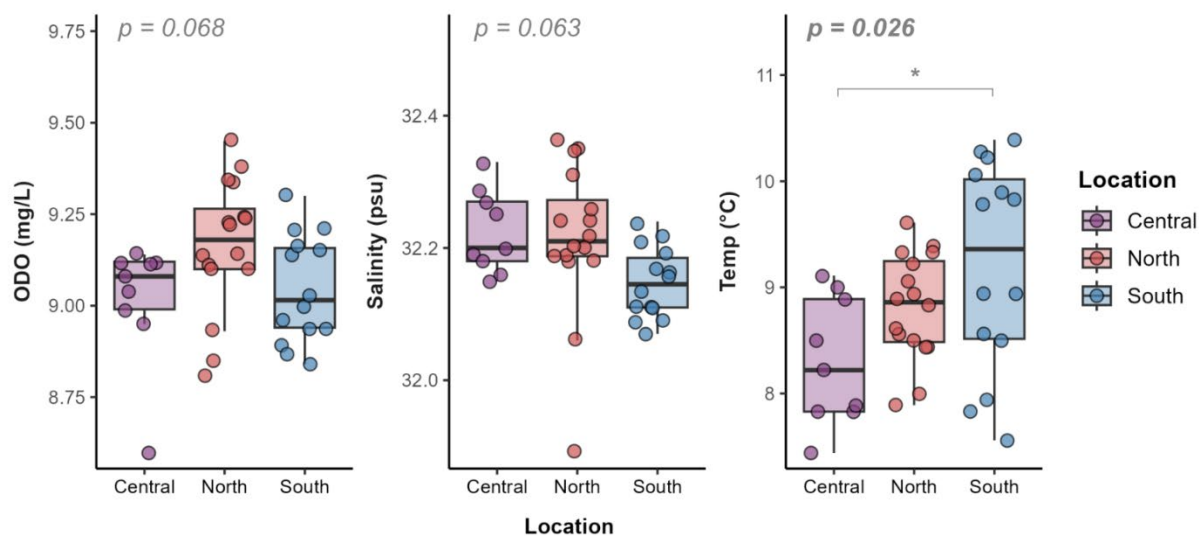 p = 0.068
9.75
9.50
9.25
9.00
8.75
ODO (mg/L)
Central North South
p = 0.063
32.4
32.2
32.0
Salinity (psu)
Central North South
p = 0.026
*
11
10
9
8
Temp (°C)
Central North South
Location
Location
Central
North
South